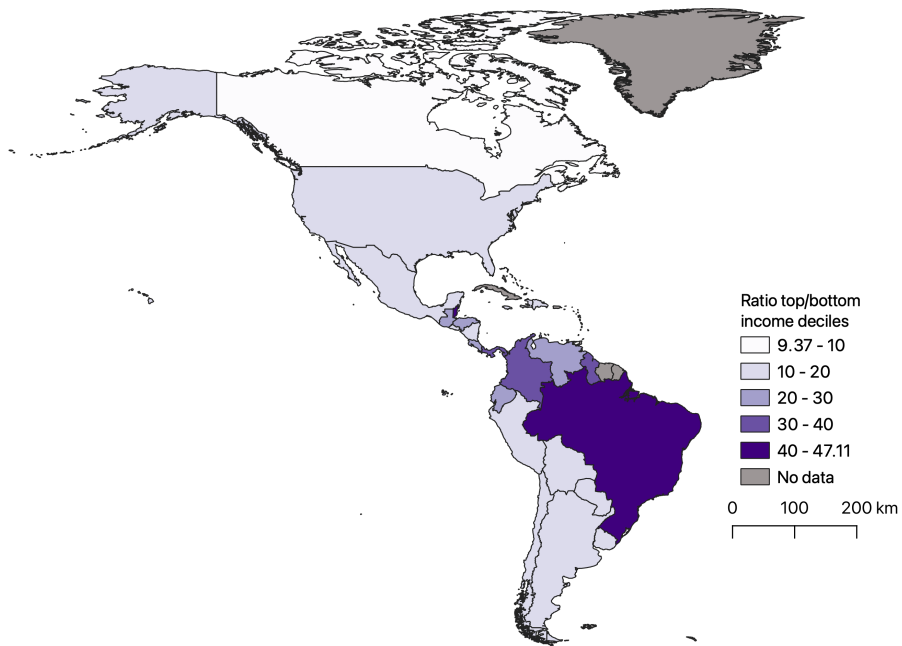 Ratio top/bottom
income deciles
9.37 - 10
10 - 20
20 - 30
30 - 40
40 - 47.11
No data
0 100 200 km